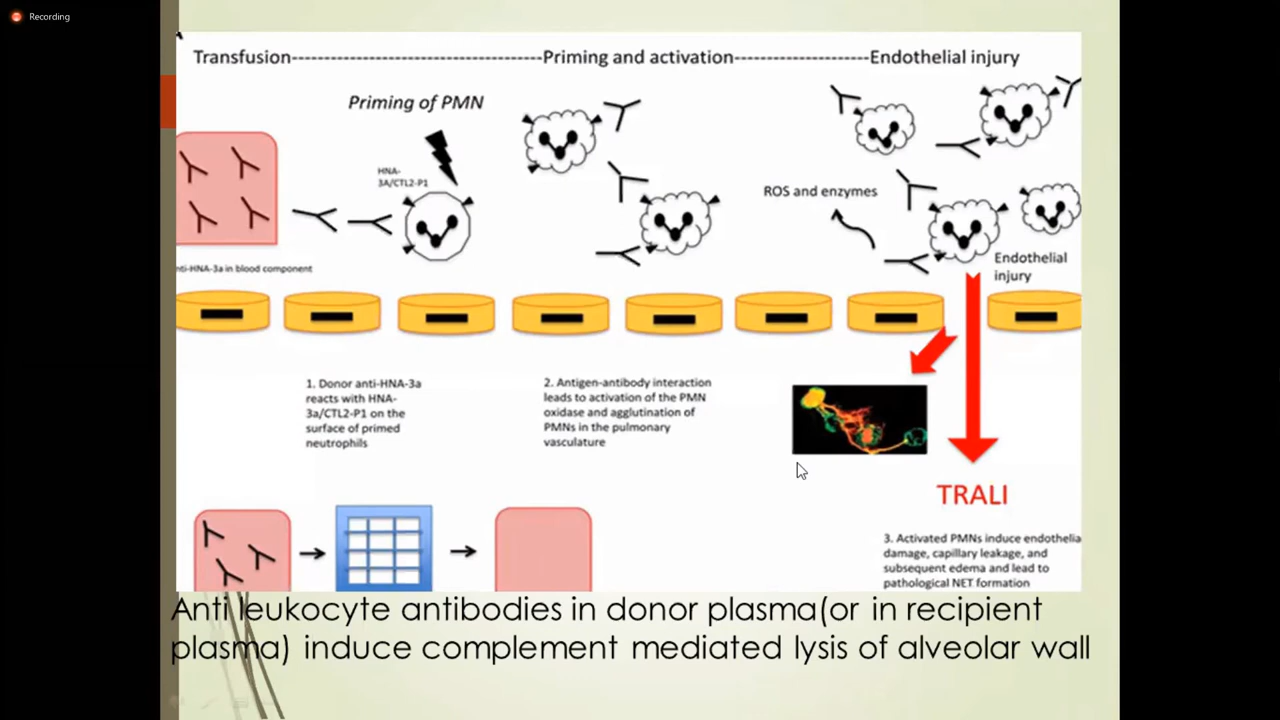 Recording
Transfusion---------------------------------------Priming and activation---------------------Endothelial injury
Priming of PMN
HNA-
3A/CTL2-P1
ROS and enzymes
Endothelial
injury
nti-HNA-3a in blood component
1. Donor anti-HNA-3a
reacts with HNA-
3a/CTL2-P1 on the
surface of primed
neutrophils
2. Antigen-antibody interaction
leads to activation of the PMN
oxidase and agglutination of
PMNs in the pulmonary
vasculature
TRALI
3. Activated PMNs induce endothelia
damage, capillary leakage, and
subsequent edema and lead to
pathological NET formation
Anti leukocyte antibodies in donor plasma(or in recipient
plasma) induce complement mediated lysis of alveolar wall